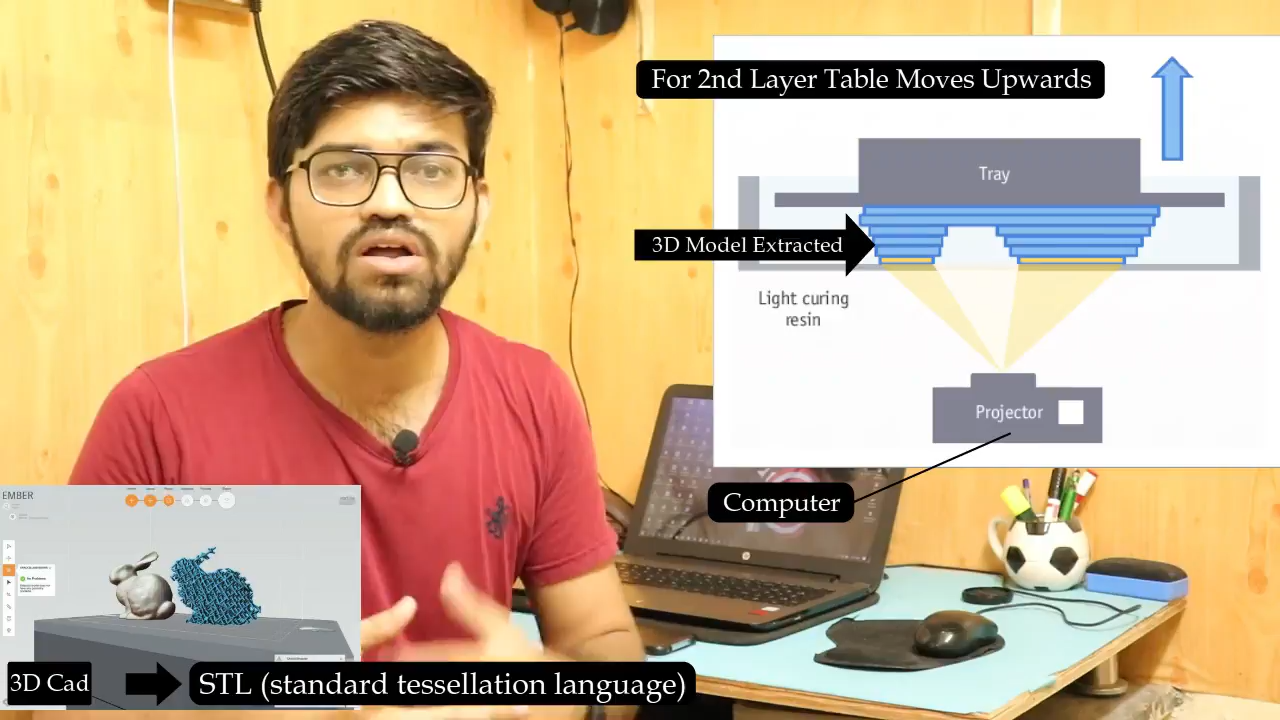 For 2nd Layer Table Moves Upwards
Tray
3D Model Extracted
Light curing
resin
Projector
Computer
EMBER
3D Cad
STL (standard tessellation language)
hp